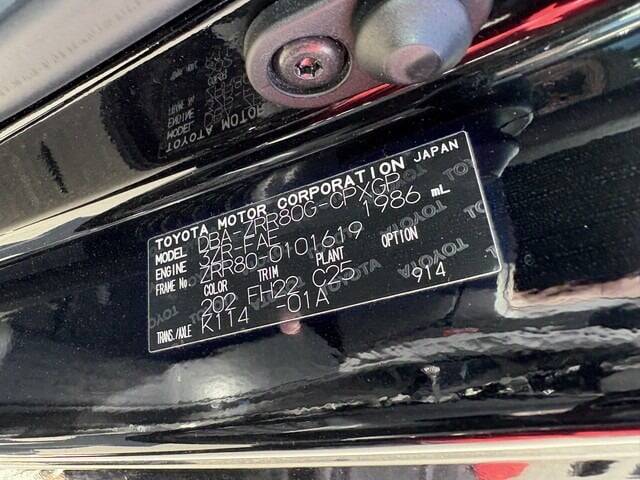 TOYOTA MOTOR CORPORATION JAPAN
MODEL DBA-ZRR80G-CPXGP
ENGINE 3ZR-FAE 1986 mL
FRAME No. ZRR80-0101619
COLOR TRIM PLANT OPTION
202 FH22 C25 914
TRANS./AXLE K114 -01A